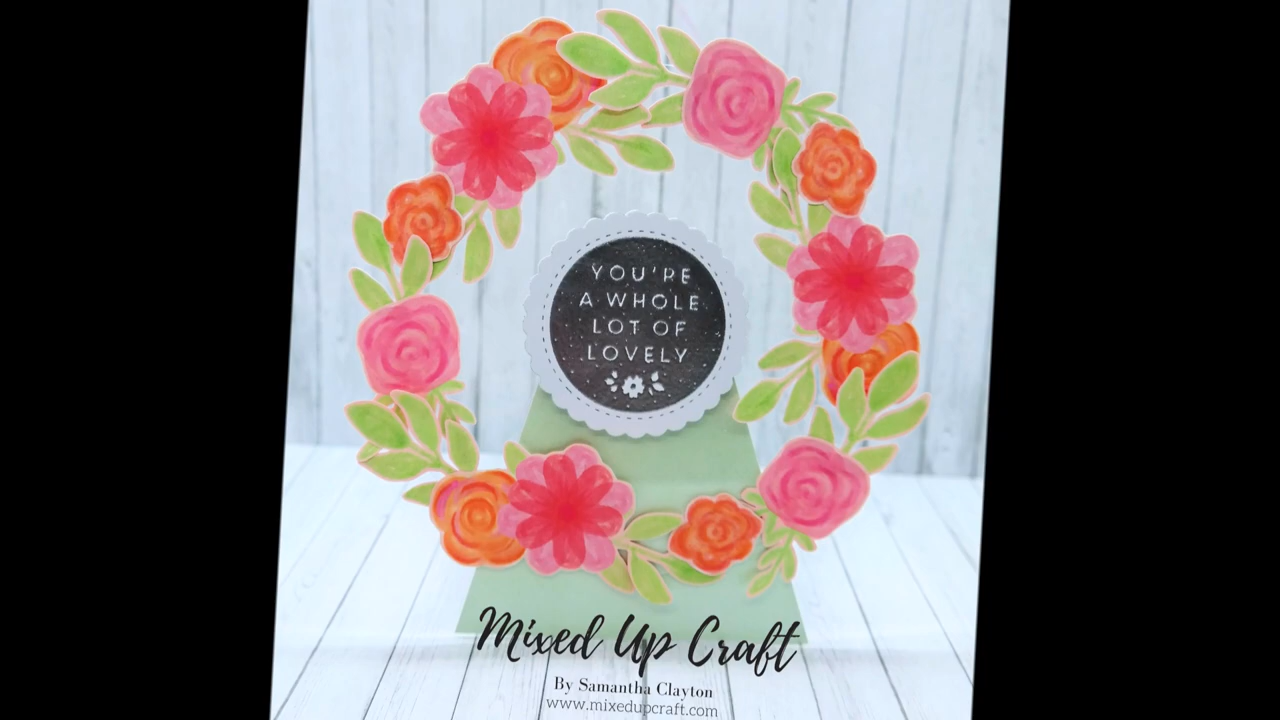 YOU'RE
A WHOLE
LOT OF
LOVELY
Mixed Up Craft
By Samantha Clayton
www.mixedupcraft.com